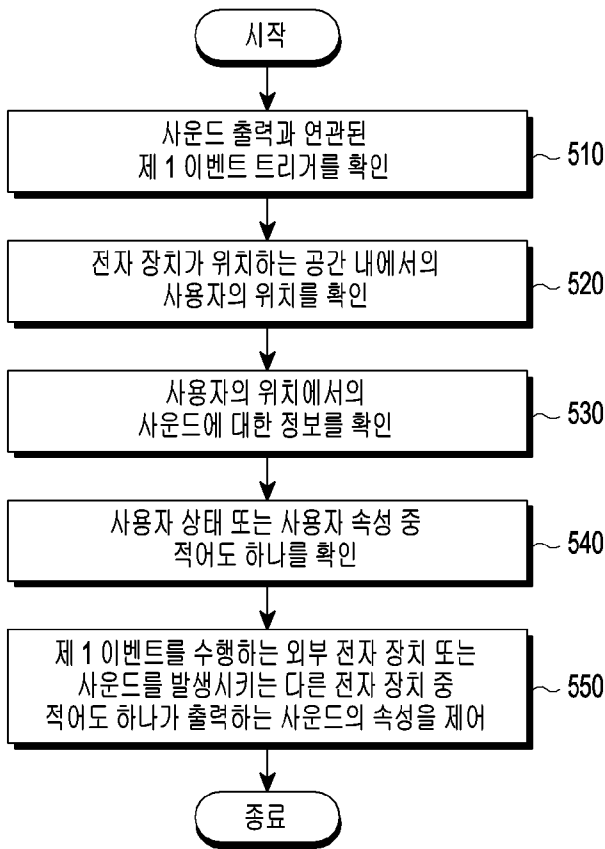 시작
사운드 출력과 연관된
제 1 이벤트 트리거를 확인
510
전자 장치가 위치하는 공간 내에서의
사용자의 위치를 확인
520
사용자의 위치에서의
사운드에 대한 정보를 확인
530
사용자 상태 또는 사용자 속성 중
적어도 하나를 확인
540
제 1 이벤트를 수행하는 외부 전자 장치 또는
사운드를 발생시키는 다른 전자 장치 중
적어도 하나가 출력하는 사운드의 속성을 제어
550
종료